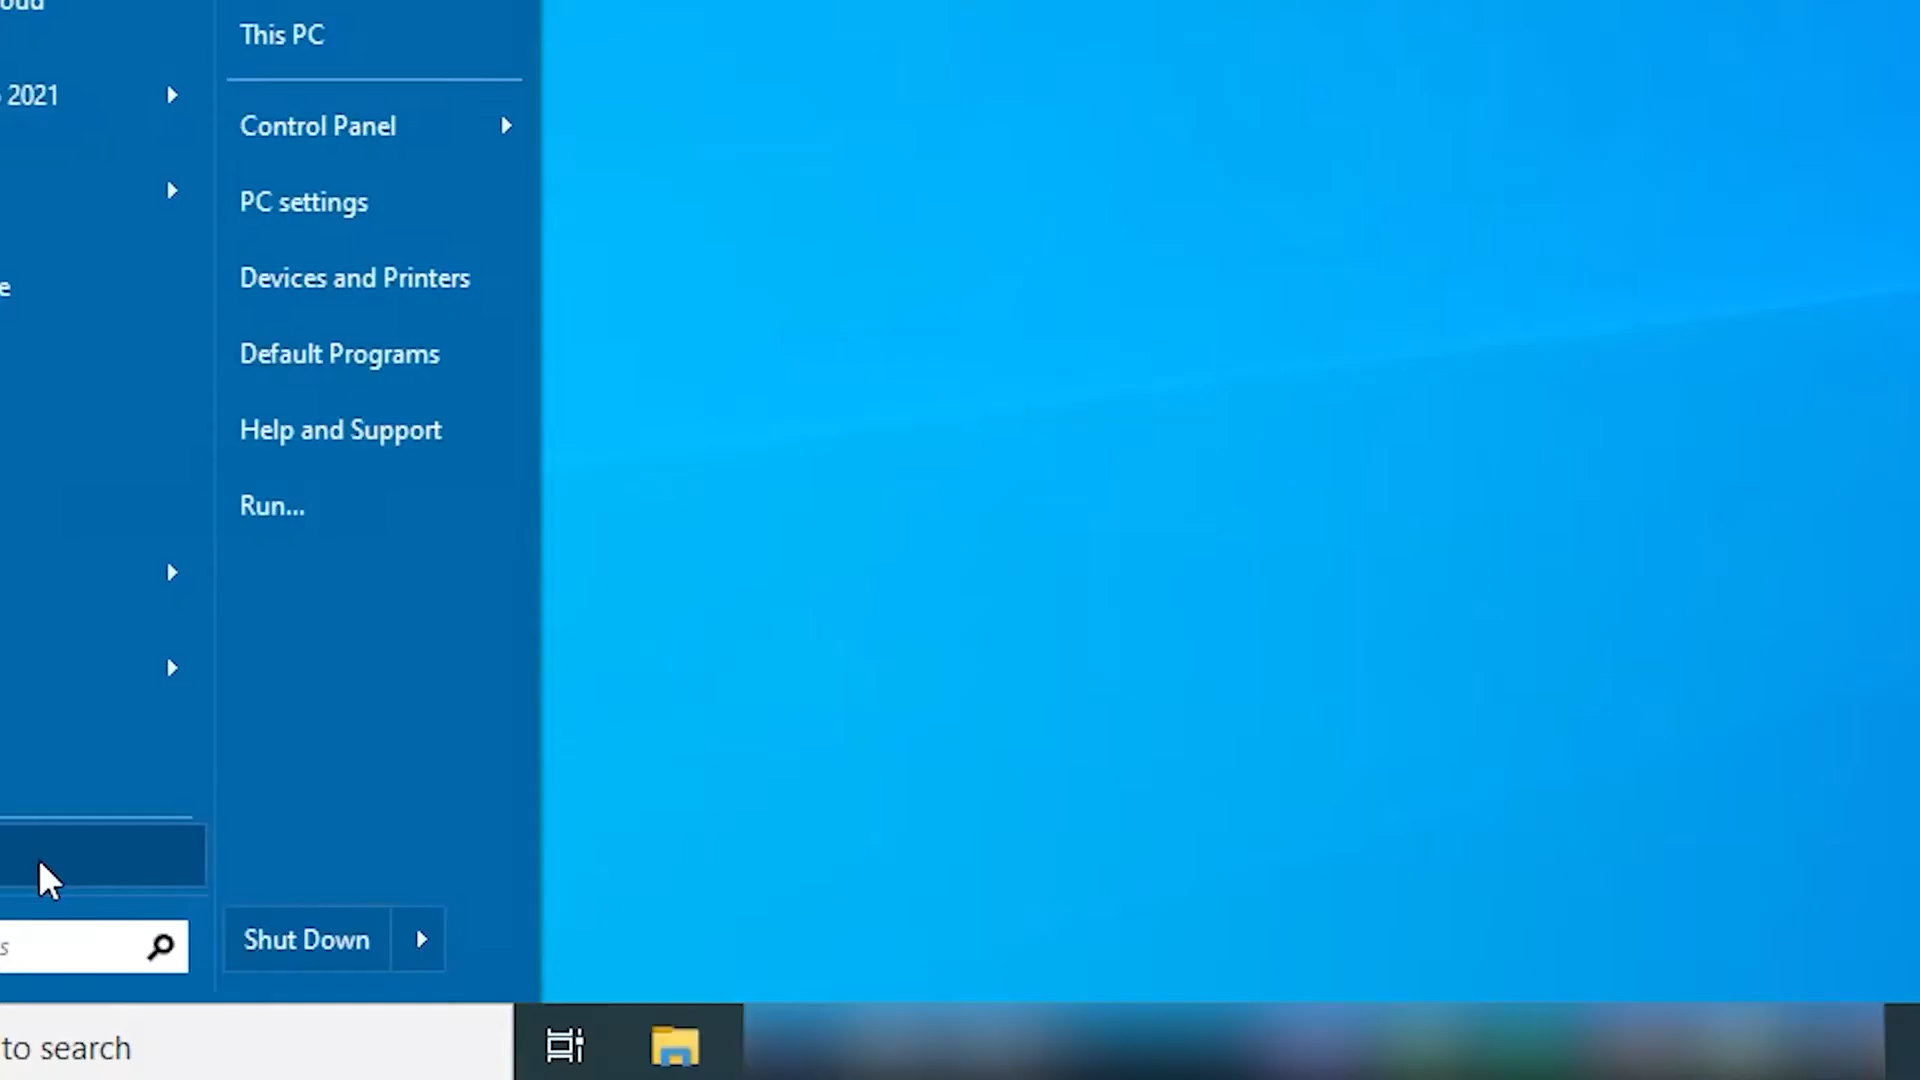 This PC
2021
Control Panel
PC settings
Devices and Printers
Default Programs
Help and Support
Run...
Shut Down
to search